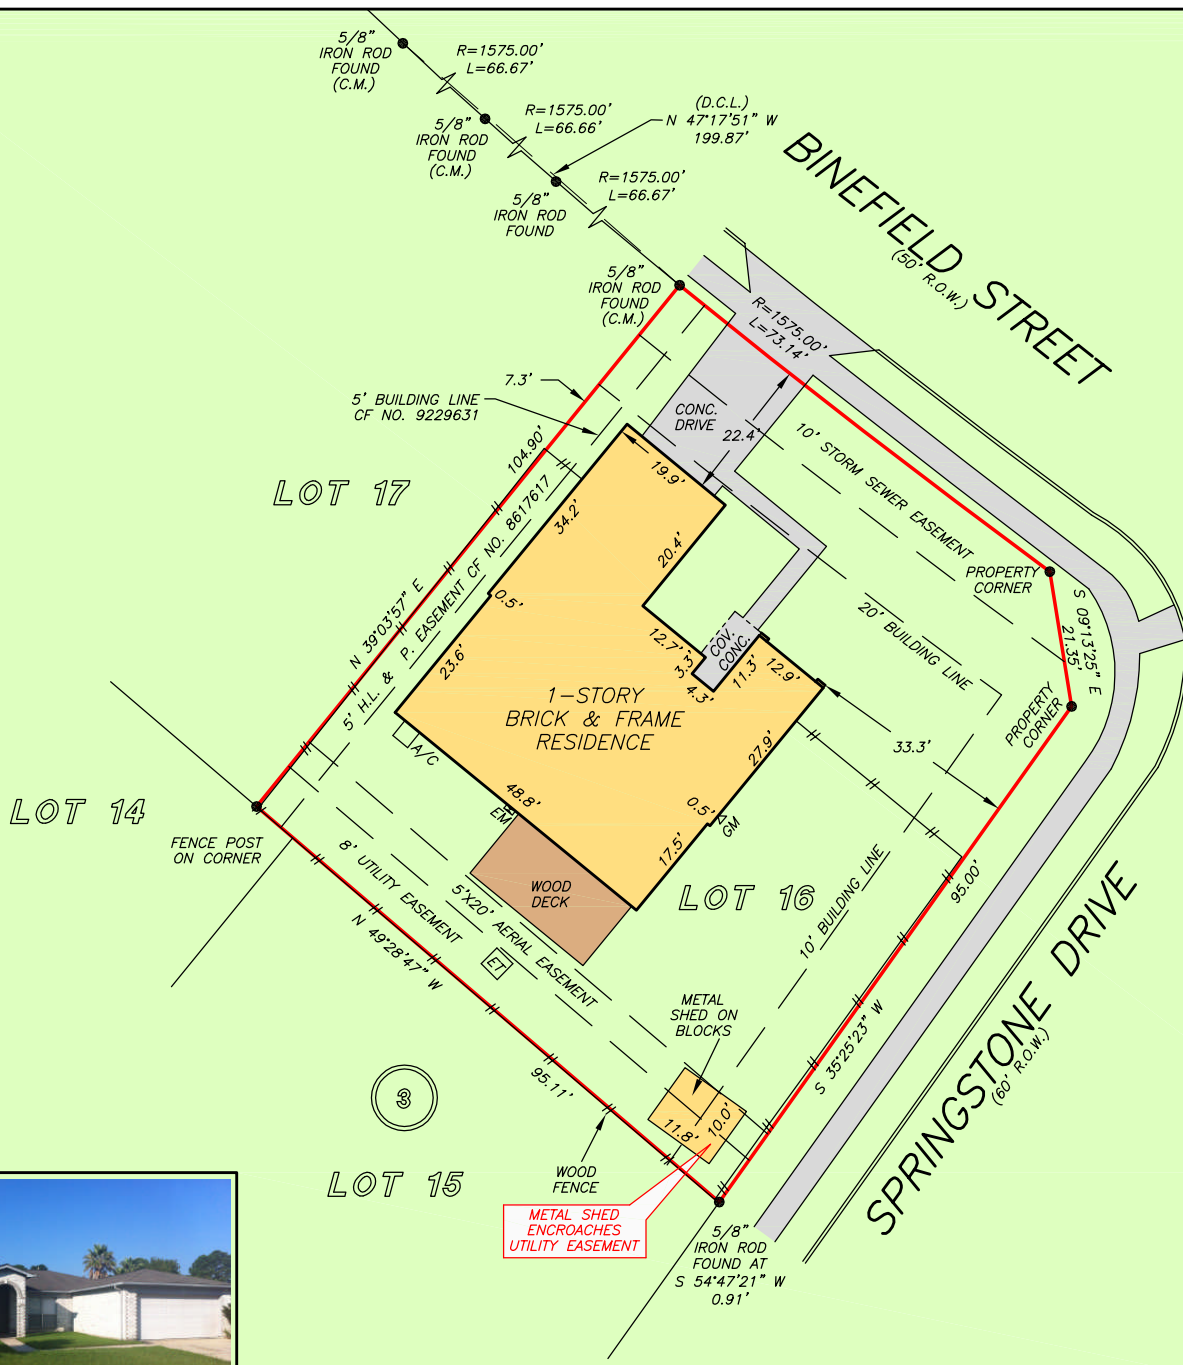 5/8"
IRON ROD
FOUND
(C.M.)
R=1575.00'
L=66.67'
5/8"
IRON ROD
FOUND
(C.M.)
R=1575.00'
L=66.66'
(D.C.L.)
N 47°17'51" W
199.87'
5/8"
IRON ROD
FOUND
R=1575.00'
L=66.67'
BINEFIELD STREET
(50' R.O.W.)
5/8"
IRON ROD
FOUND
(C.M.)
R=1575.00'
L=73.14'
7.3'
5' BUILDING LINE
CF NO. 9229631
CONC.
DRIVE
22.4'
10' STORM SEWER EASEMENT
104.90'
19.9'
LOT 17
34.2'
5' H.L. & P. EASEMENT CF NO. 8617617
20.4'
PROPERTY
CORNER
S 09°13'25" E
21.35'
N 39°03'57" E
0.5'
20' BUILDING LINE
12.7'
3.3'
COV.
CONC.
4.3'
11.3'
12.9'
23.6'
1-STORY
BRICK & FRAME
RESIDENCE
PROPERTY
CORNER
33.3'
27.9'
A/C
48.8'
EM
0.5'
GM
17.5'
LOT 14
FENCE POST
ON CORNER
8' UTILITY EASEMENT
5'X20' AERIAL EASEMENT
WOOD
DECK
LOT 16
10' BUILDING LINE
95.00'
N 49°28'47" W
ET
METAL
SHED ON
BLOCKS
S 35°25'23" W
SPRINGSTONE DRIVE
(60' R.O.W.)
3
95.11'
11.8'
10.0'
LOT 15
WOOD
FENCE
METAL SHED
ENCROACHES
UTILITY EASEMENT
5/8"
IRON ROD
FOUND AT
S 54°47'21" W
0.91'